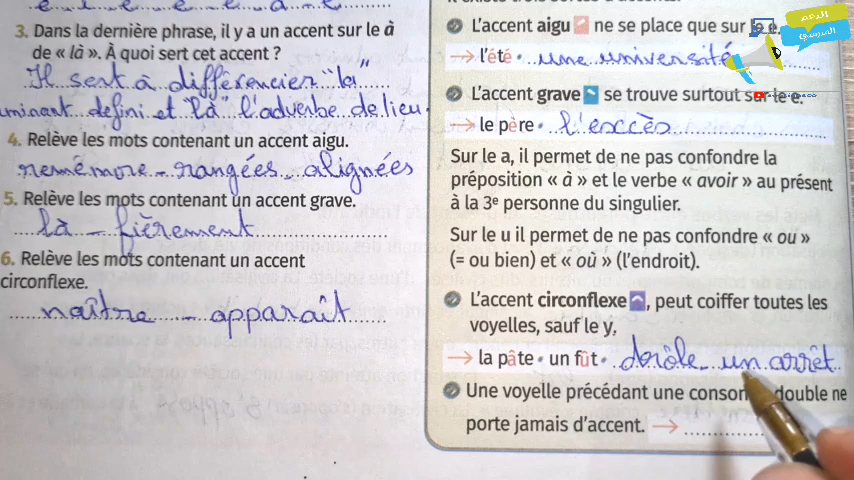 3. Dans la dernière phrase, il y a un accent sur le à
de « là ». À quoi sert cet accent ?
Il sert à différencier "la"
minant défini et "là" l'adverbe de lieu.
4. Relève les mots contenant un accent aigu.
remémore - rangées - alignées
5. Relève les mots contenant un accent grave.
là - fièrement
6. Relève les mots contenant un accent
circonflexe.
naître - apparaît
L'accent aigu ne se place que sur le e.
→ l'été • une université
L'accent grave se trouve surtout sur le e.
→ le père • l'excès
Sur le a, il permet de ne pas confondre la
préposition « à » et le verbe « avoir » au présent
à la 3e personne du singulier.
Sur le u il permet de ne pas confondre « ou »
(= ou bien) et « où » (l'endroit).
L'accent circonflexe, peut coiffer toutes les
voyelles, sauf le y,
→ la pâte • un fût • drôle - un arrêt
Une voyelle précédant une consonne double ne
porte jamais d'accent. →
الدعم
المدرسي